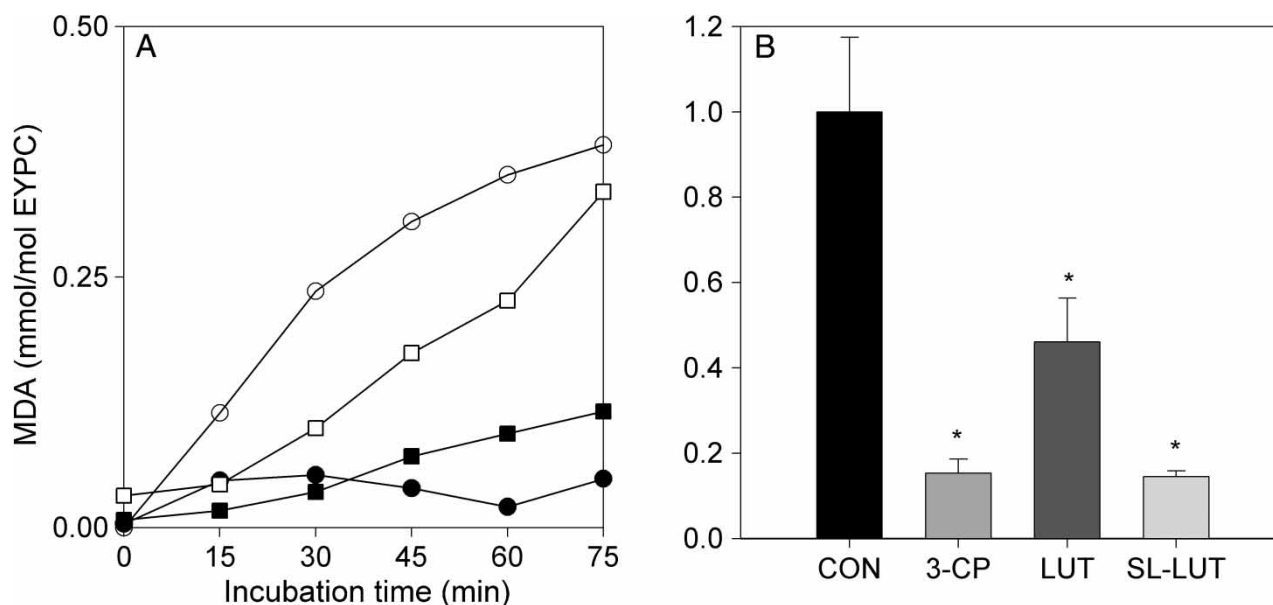 A
MDA (mmol/mol EYPC)
0.50
0.25
0.00
0 15 30 45 60 75
Incubation time (min)
B
1.2
1.0
0.8
0.6
0.4
0.2
0.0
*
*
*
CON 3-CP LUT SL-LUT